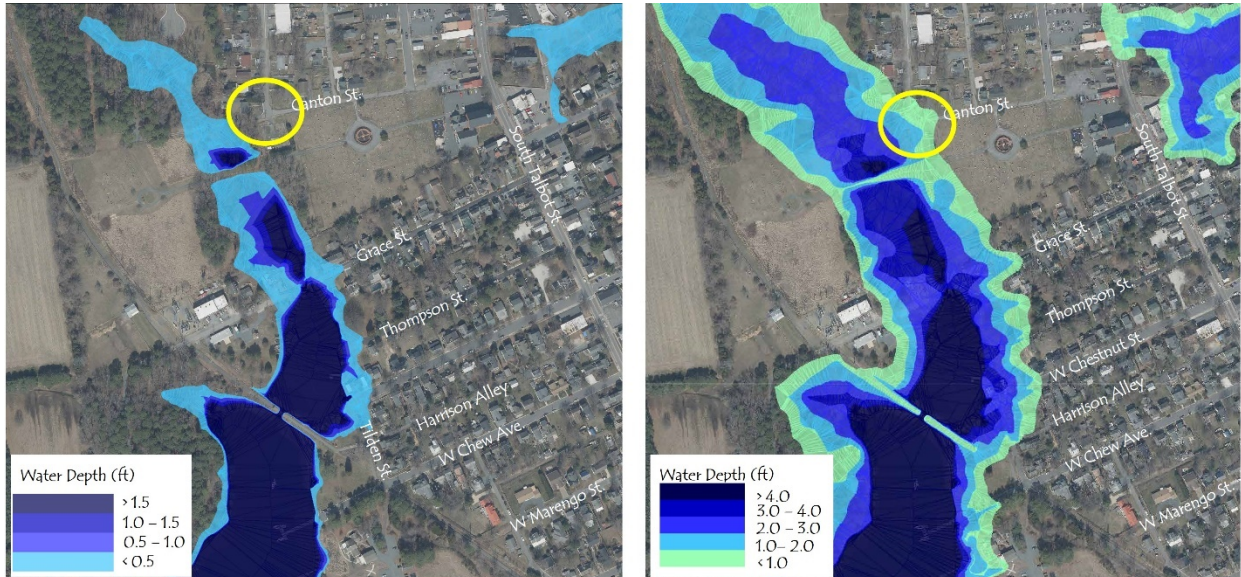 Canton St.
South Talbot St.
Grace St.
Thompson St.
Harrison Alley
Tilden St.
W Chew Ave.
W Marengo St.
Water Depth (ft)
> 1.5
1.0 – 1.5
0.5 – 1.0
< 0.5
Canton St.
South Talbot St.
Grace St.
Thompson St.
W Chestnut St.
Harrison Alley
W Chew Ave.
W Marengo St.
Water Depth (ft)
> 4.0
3.0 – 4.0
2.0 – 3.0
1.0 – 2.0
< 1.0